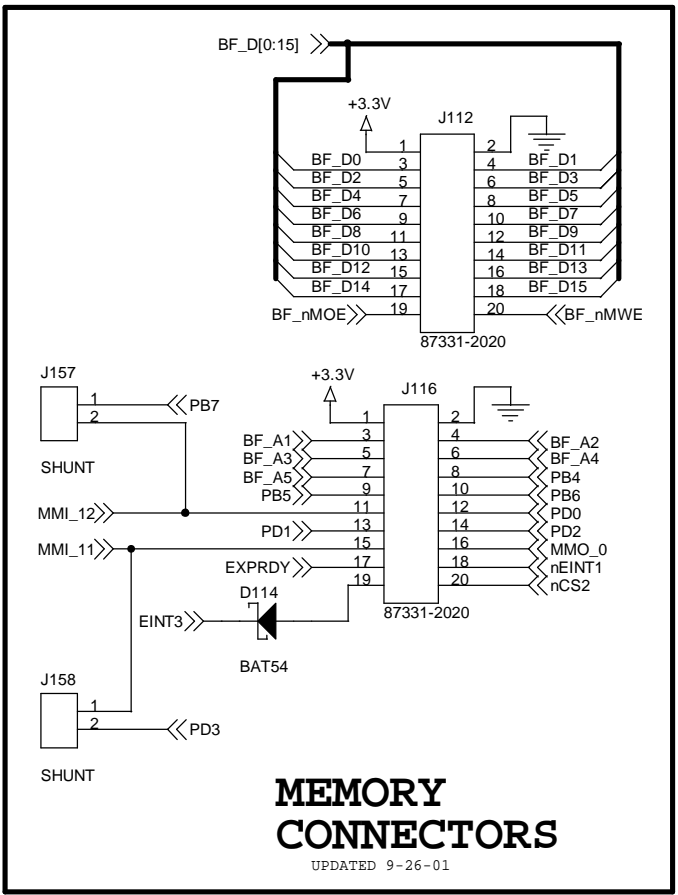 BF_D[0:15]
+3.3V
J112
1 2
BF_D0 3 4 BF_D1
BF_D2 5 6 BF_D3
BF_D4 7 8 BF_D5
BF_D6 9 10 BF_D7
BF_D8 11 12 BF_D9
BF_D10 13 14 BF_D11
BF_D12 15 16 BF_D13
BF_D14 17 18 BF_D15
BF_nMOE 19 20 BF_nMWE
87331-2020
J157
1 PB7
2
SHUNT
+3.3V
J116
1 2
BF_A1 3 4 BF_A2
BF_A3 5 6 BF_A4
BF_A5 7 8 PB4
PB5 9 10 PB6
MMI_12 11 12 PD0
PD1 13 14 PD2
MMI_11 15 16 MMO_0
EXPRDY 17 18 nEINT1
19 20 nCS2
87331-2020
D114
EINT3
BAT54
J158
1
2 PD3
SHUNT
MEMORY
CONNECTORS
UPDATED 9-26-01